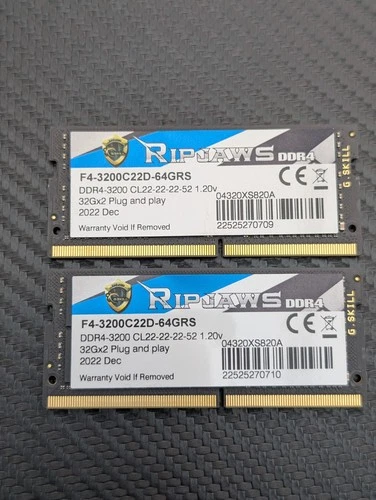 RIPJAWS DDR4
F4-3200C22D-64GRS
DDR4-3200 CL22-22-22-52 1.20v
04320XS820A
32Gx2 Plug and play
2022 Dec
Warranty Void If Removed
22525270709
G.SKILL
RIPJAWS DDR4
F4-3200C22D-64GRS
DDR4-3200 CL22-22-22-52 1.20v
04320XS820A
32Gx2 Plug and play
2022 Dec
Warranty Void If Removed
22525270710
G.SKILL